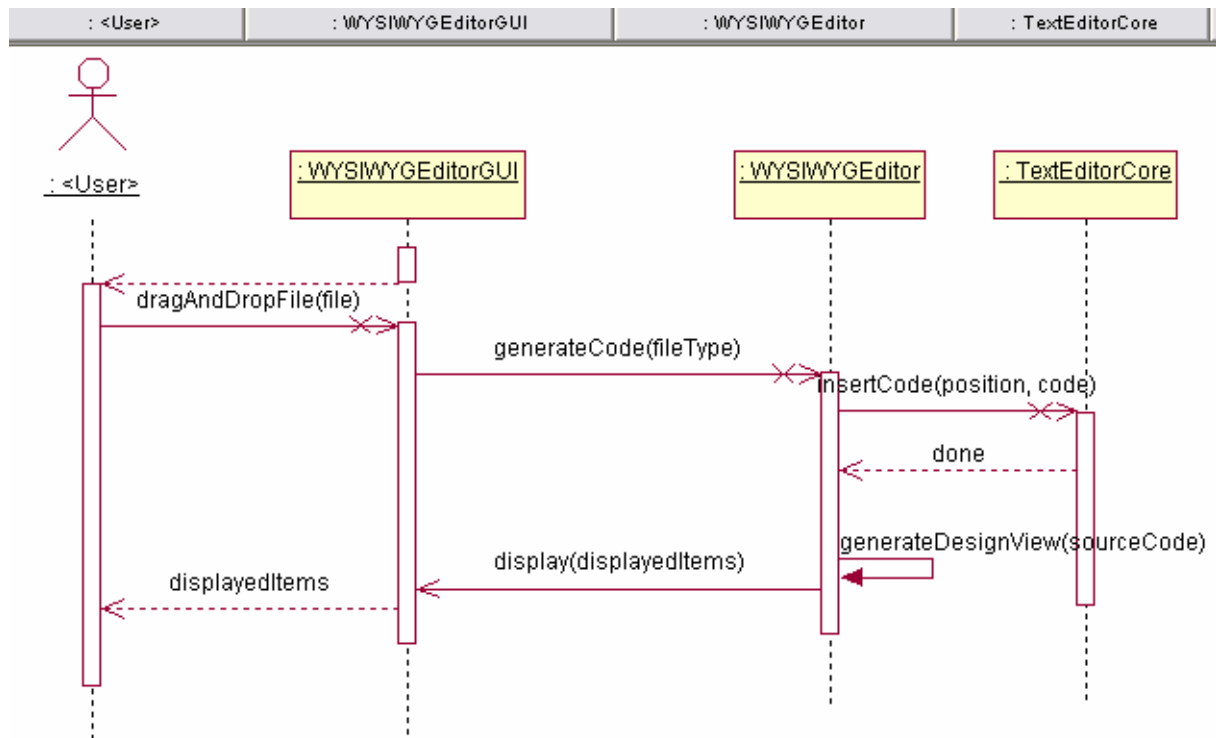 : <User>
: WYSIWYGEditorGUI
: WYSIWYGEditor
: TextEditorCore
: <User>
: WYSIWYGEditorGUI
: WYSIWYGEditor
: TextEditorCore
dragAndDropFile(file)
generateCode(fileType)
insertCode(position, code)
done
generateDesignView(sourceCode)
display(displayedItems)
displayedItems